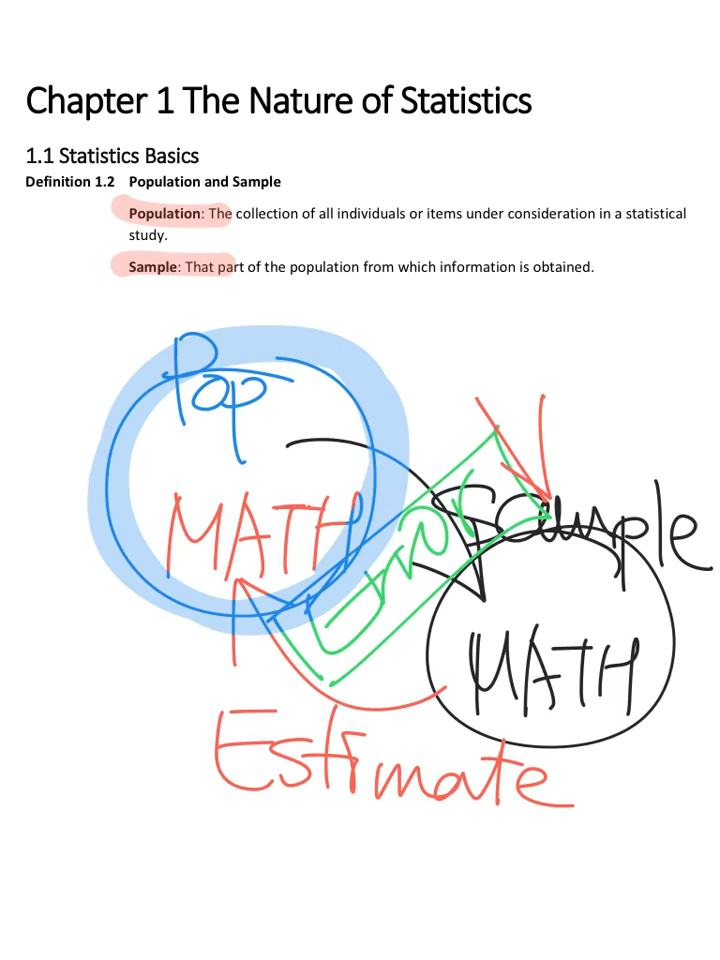 Chapter 1 The Nature of Statistics
1.1 Statistics Basics
Definition 1.2 Population and Sample
Population: The collection of all individuals or items under consideration in a statistical
study.
Sample: That part of the population from which information is obtained.
Pop
Sample
Error
MATH
MATH
Estimate